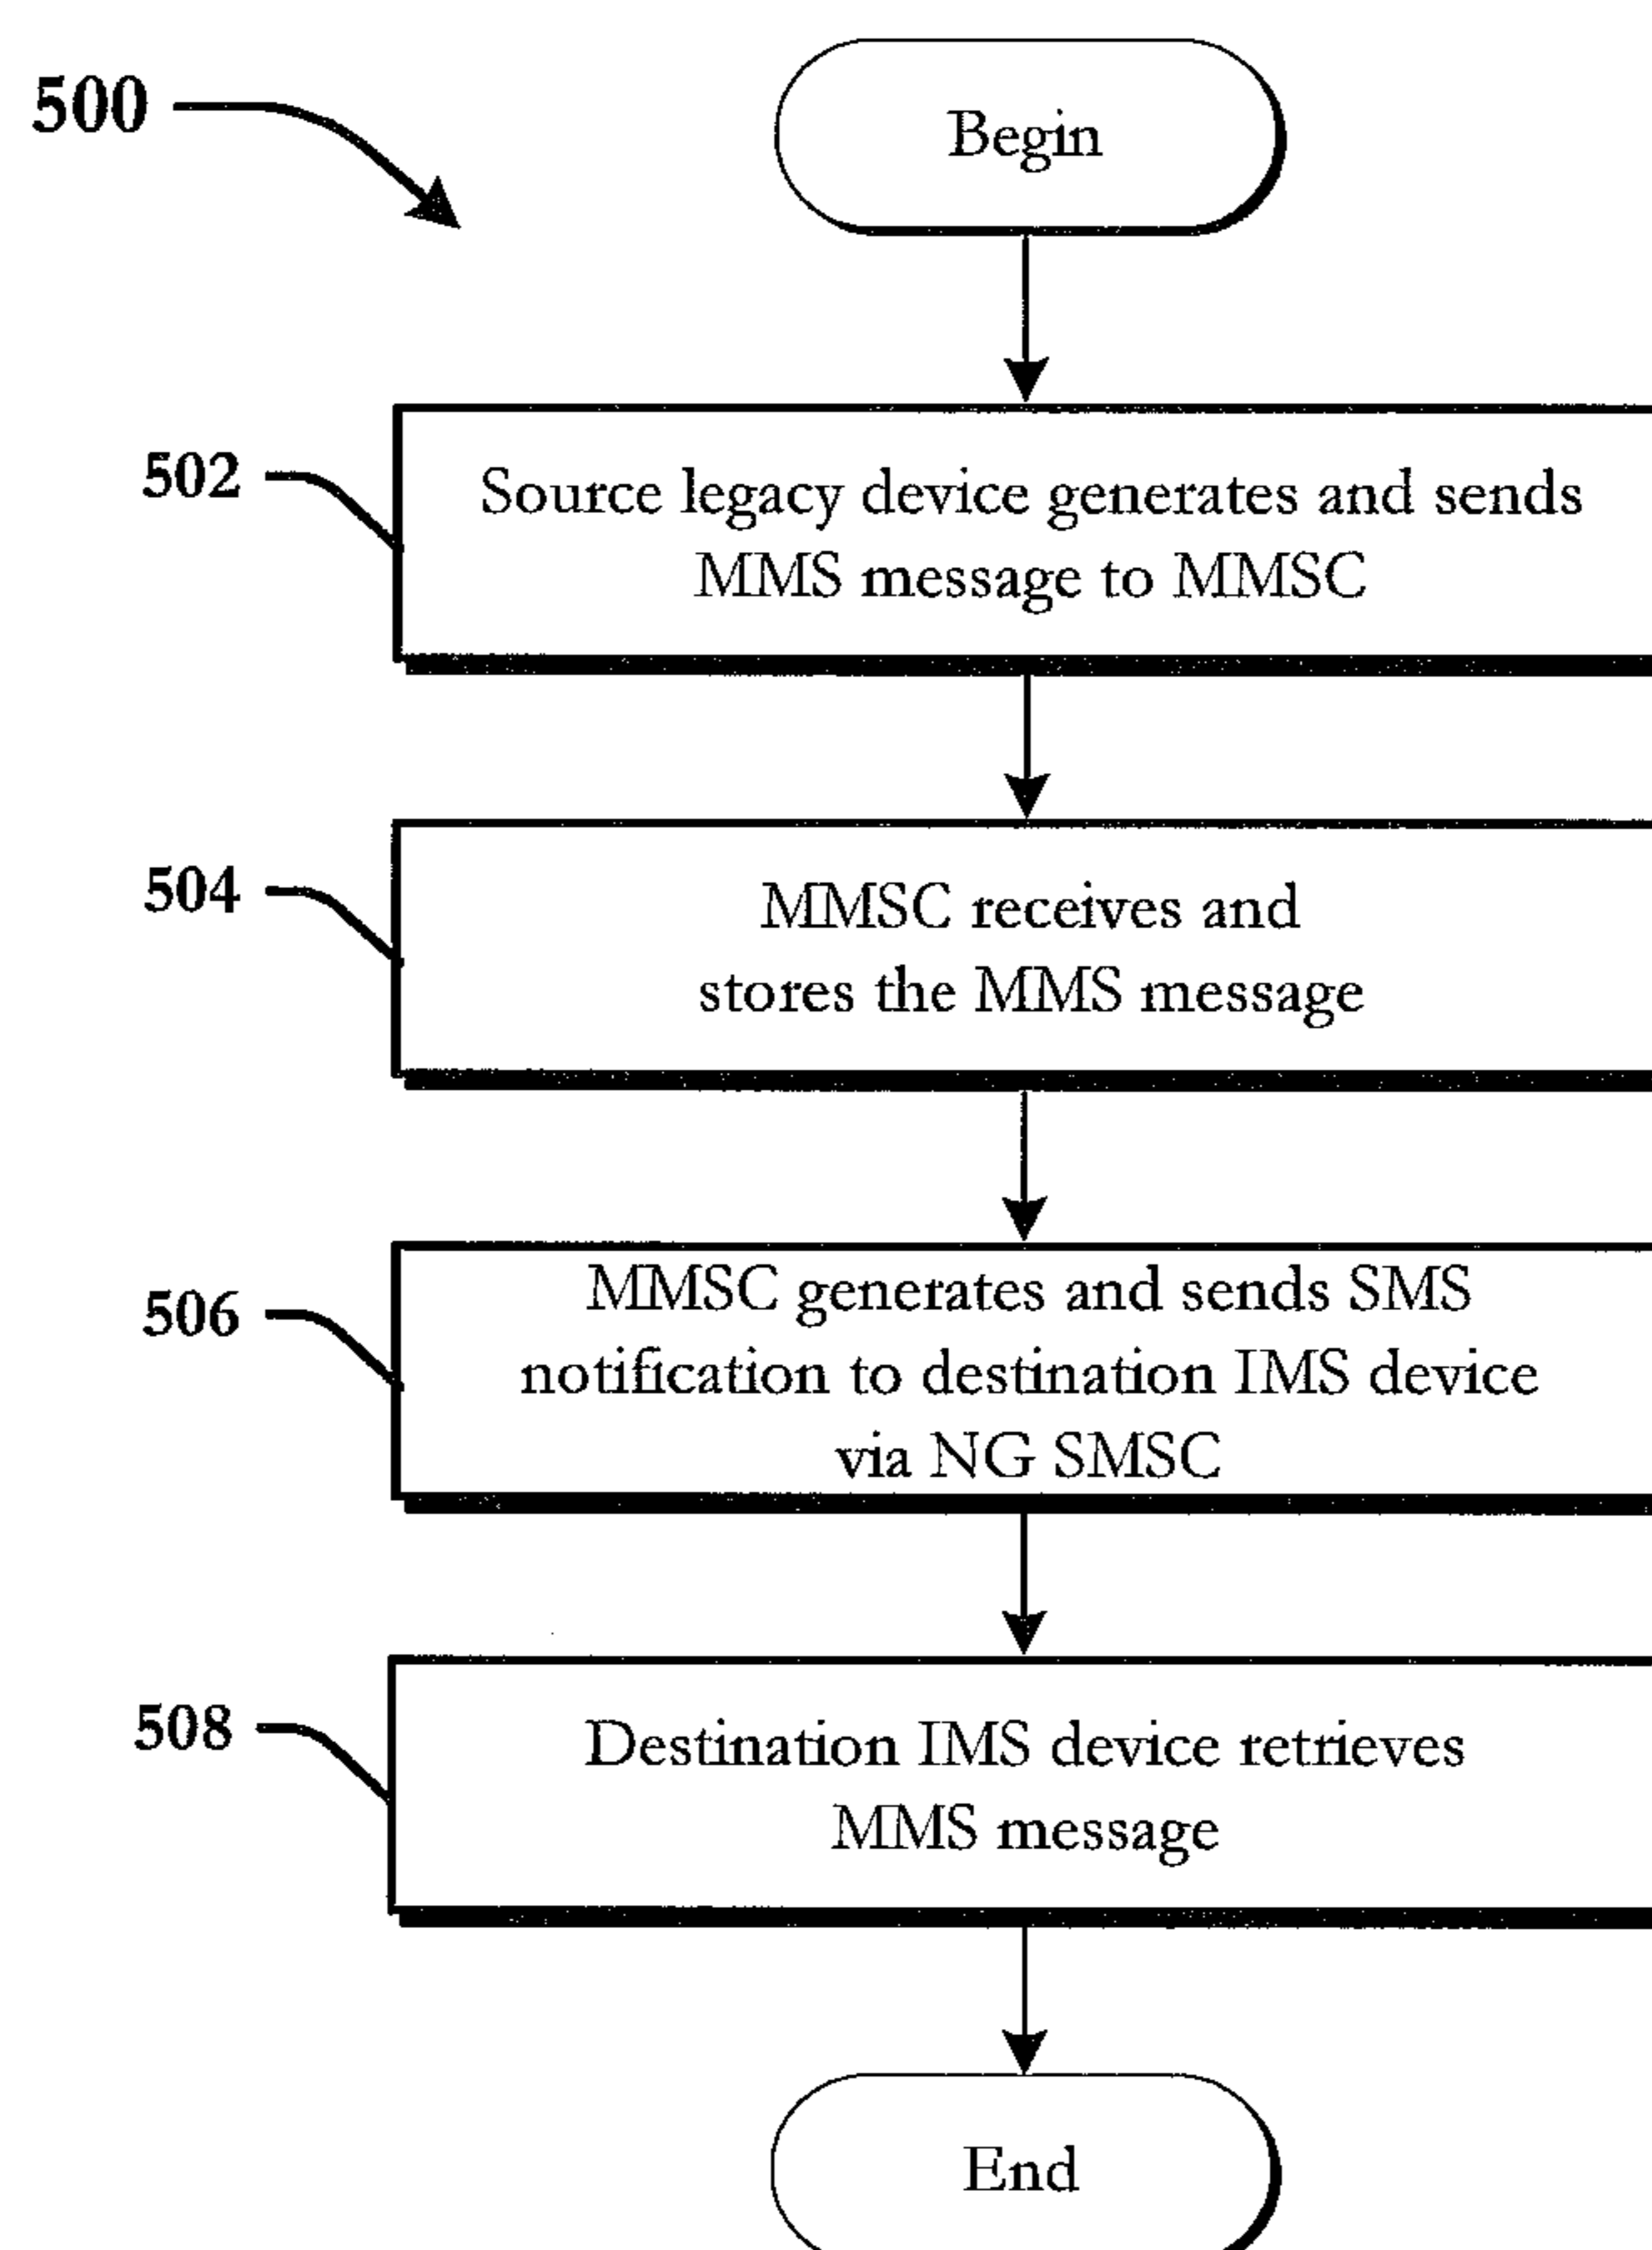 500
Begin
502
Source legacy device generates and sends
MMS message to MMSC
504
MMSC receives and
stores the MMS message
506
MMSC generates and sends SMS
notification to destination IMS device
via NG SMSC
508
Destination IMS device retrieves
MMS message
End